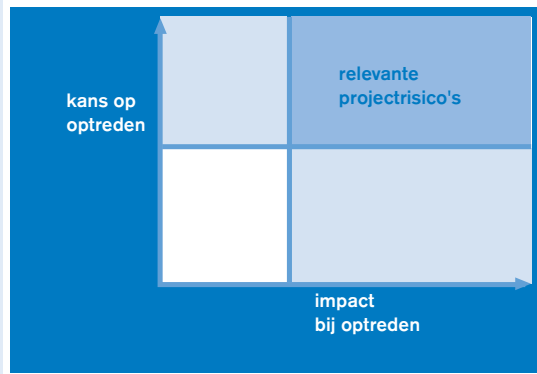 relevante
projectrisico's
kans op
optreden
impact
bij optreden